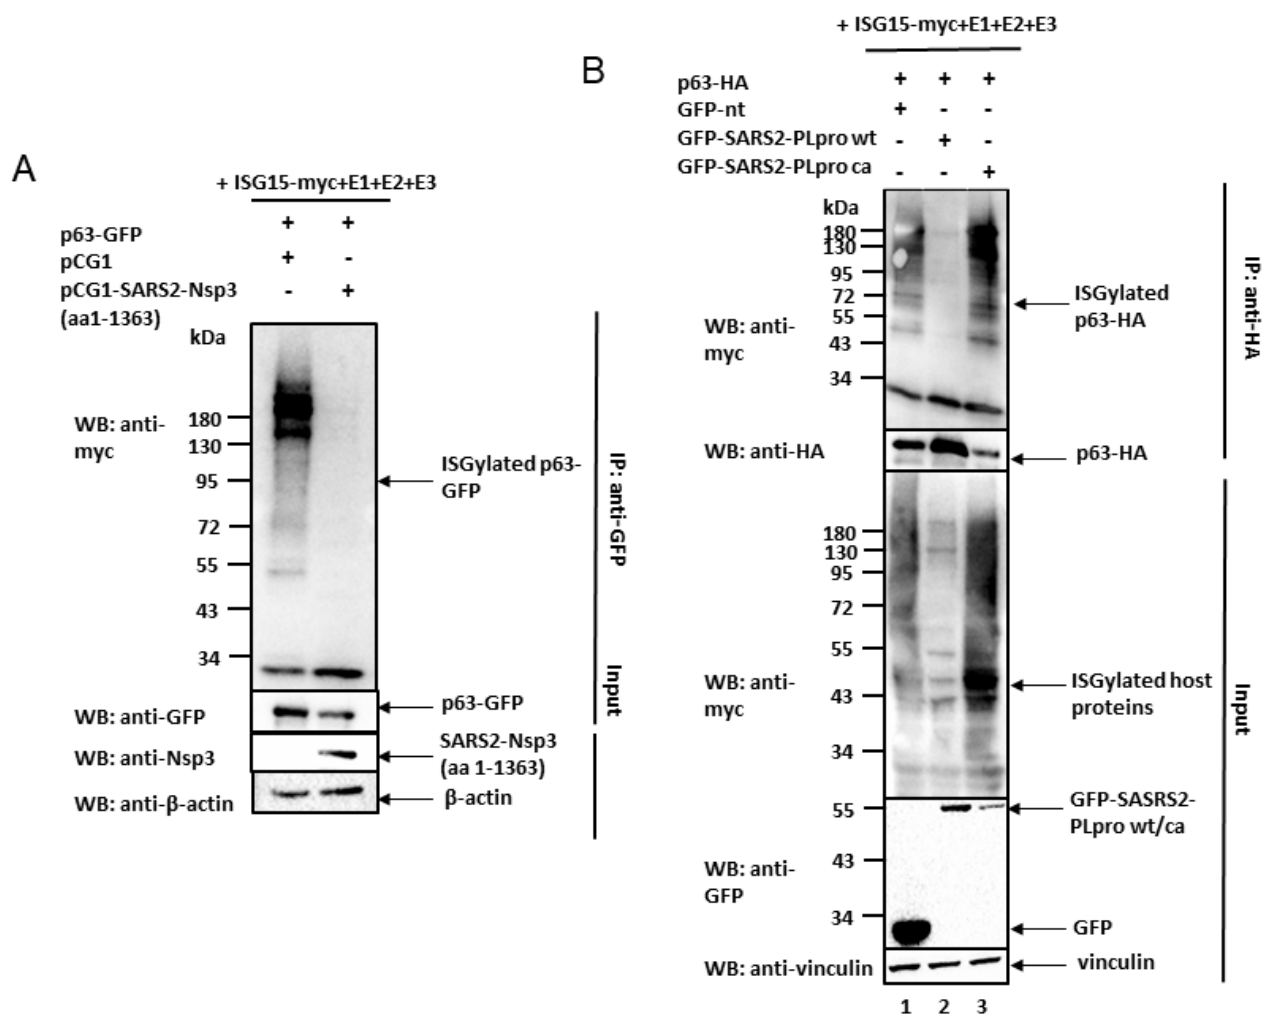 A
+ ISG15-myc+E1+E2+E3
p63-GFP + +
pCG1 + -
pCG1-SARS2-Nsp3 - +
(aa1-1363)
kDa
WB: anti-
myc
180
130
95
72
55
43
34
ISGylated p63-
GFP
IP: anti-GFP
WB: anti-GFP
p63-GFP
Input
WB: anti-Nsp3
SARS2-Nsp3
(aa 1-1363)
WB: anti-β-actin
β-actin
B
+ ISG15-myc+E1+E2+E3
p63-HA + + +
GFP-nt + - -
GFP-SARS2-PLpro wt - + -
GFP-SARS2-PLpro ca - - +
kDa
180
130
95
72
55
43
34
WB: anti-
myc
ISGylated
p63-HA
IP: anti-HA
WB: anti-HA
p63-HA
180
130
95
72
55
43
34
WB: anti-
myc
ISGylated host
proteins
Input
55
43
34
GFP-SASRS2-
PLpro wt/ca
WB: anti-
GFP
GFP
WB: anti-vinculin
vinculin
1 2 3